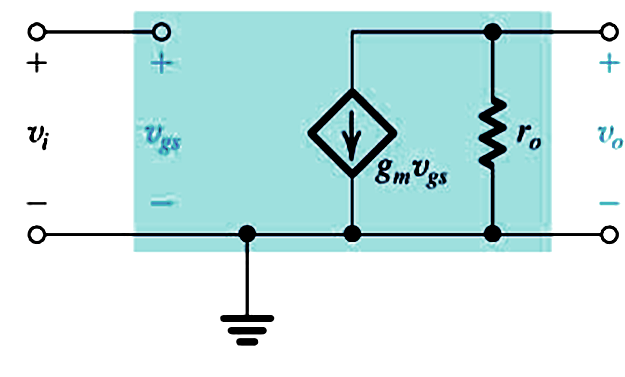 + + +
v_i v_gs r_o v_o
g_m v_gs
− − −